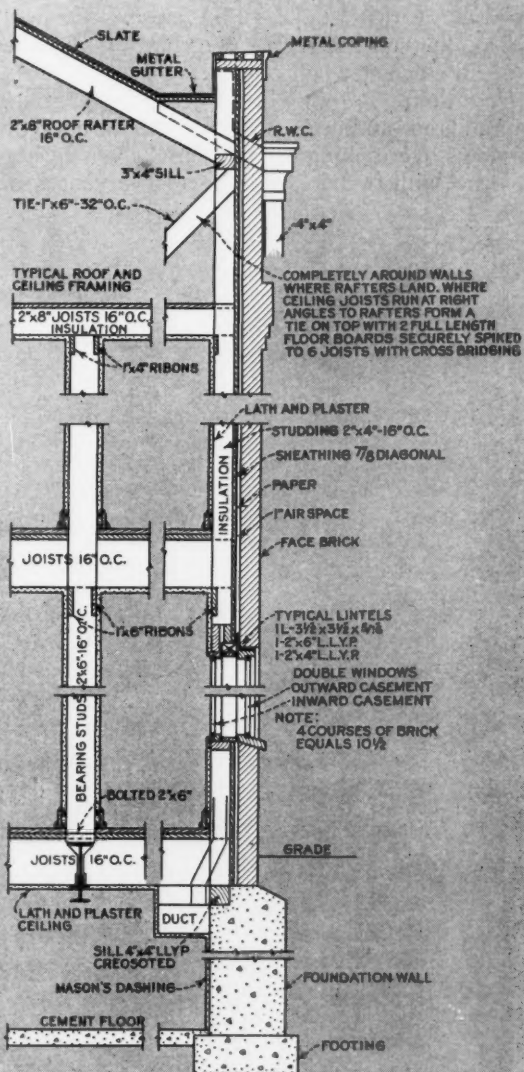 SLATE
METAL COPING
METAL
GUTTER
2"x8" ROOF RAFTER
16" O.C.
R.W.C.
3"x4" SILL
TIE-1"x6"-32" O.C.
4"x4"
TYPICAL ROOF AND
CEILING FRAMING
COMPLETELY AROUND WALLS
WHERE RAFTERS LAND. WHERE
CEILING JOISTS RUN AT RIGHT
ANGLES TO RAFTERS FORM A
TIE ON TOP WITH 2 FULL LENGTH
FLOOR BOARDS SECURELY SPIKED
TO 6 JOISTS WITH CROSS BRIDGING
2"x8" JOISTS 16" O.C.
INSULATION
1"x4" RIBONS
LATH AND PLASTER
STUDDING 2"x4"-16" O.C.
SHEATHING 7/8 DIAGONAL
INSULATION
PAPER
1" AIR SPACE
JOISTS 16" O.C.
FACE BRICK
1"x6" RIBONS
TYPICAL LINTELS
1L-3½x3½x
1-2"x6" L.L.Y.P.
1-2"x4" L.L.Y.P.
BEARING STUDS 2"x6"-16" O.C.
DOUBLE WINDOWS
OUTWARD CASEMENT
INWARD CASEMENT
NOTE:
4 COURSES OF BRICK
EQUALS 10½
BOLTED 2"x6"
GRADE
JOISTS 16" O.C.
LATH AND PLASTER
CEILING
DUCT
SILL 4"x4" LLYP
CREOSOTED
MASON'S DASHING
FOUNDATION WALL
CEMENT FLOOR
FOOTING